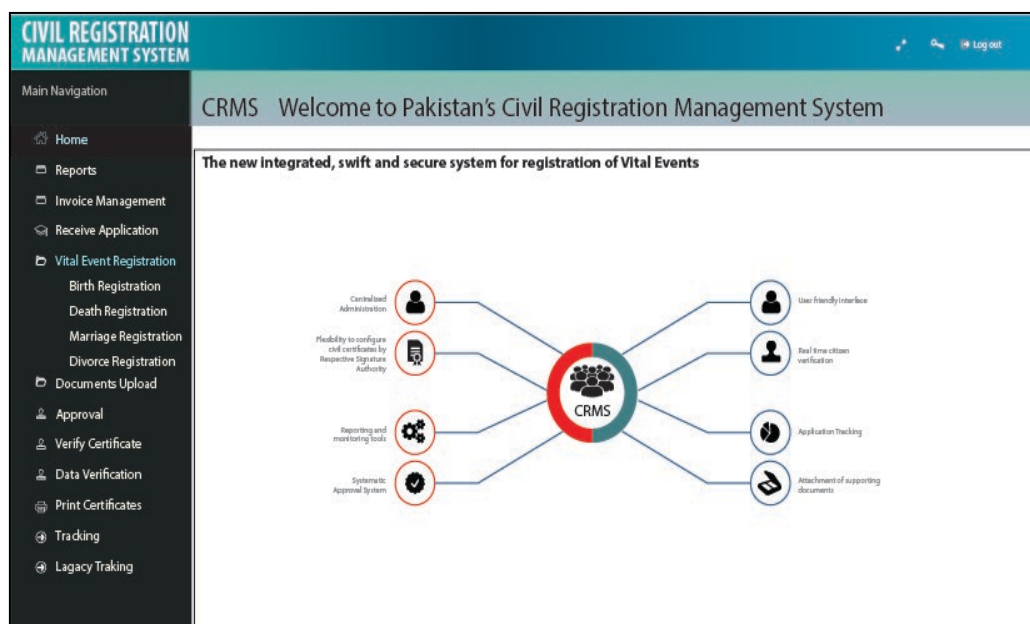 CIVIL REGISTRATION
MANAGEMENT SYSTEM
Log out
Main Navigation
CRMS Welcome to Pakistan's Civil Registration Management System
Home
Reports
Invoice Management
Receive Application
Vital Event Registration
Birth Registration
Death Registration
Marriage Registration
Divorce Registration
Documents Upload
Approval
Verify Certificate
Data Verification
Print Certificates
Tracking
Lagacy Traking
The new integrated, swift and secure system for registration of Vital Events
Centralized
Administration
Flexibility to configure
civil certificates by
Respective Signature
Authority
Reporting and
monitoring tools
Systematic
Approval System
CRMS
User friendly interface
Real time citizen
verification
Application Tracking
Attachment of supporting
documents